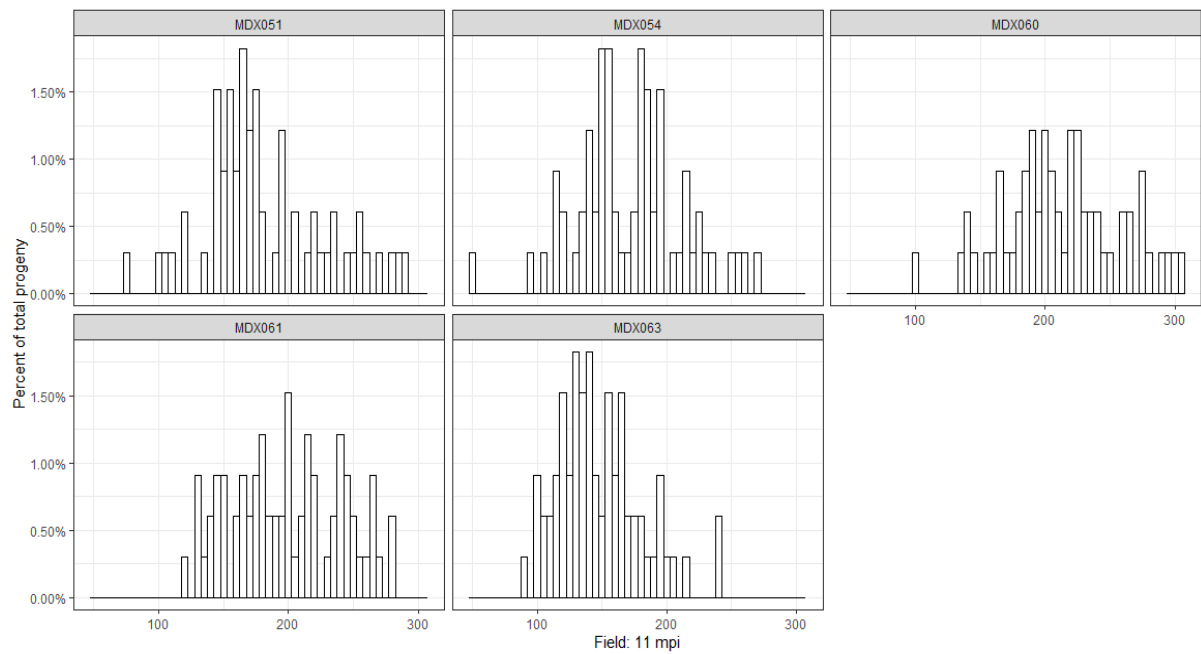 MDX051 MDX054 MDX060
1.50%
1.00%
0.50%
0.00%
100 200 300
MDX061 MDX063
1.50%
1.00%
0.50%
0.00%
100 200 300 100 200 300
Percent of total progeny
Field: 11 mpi